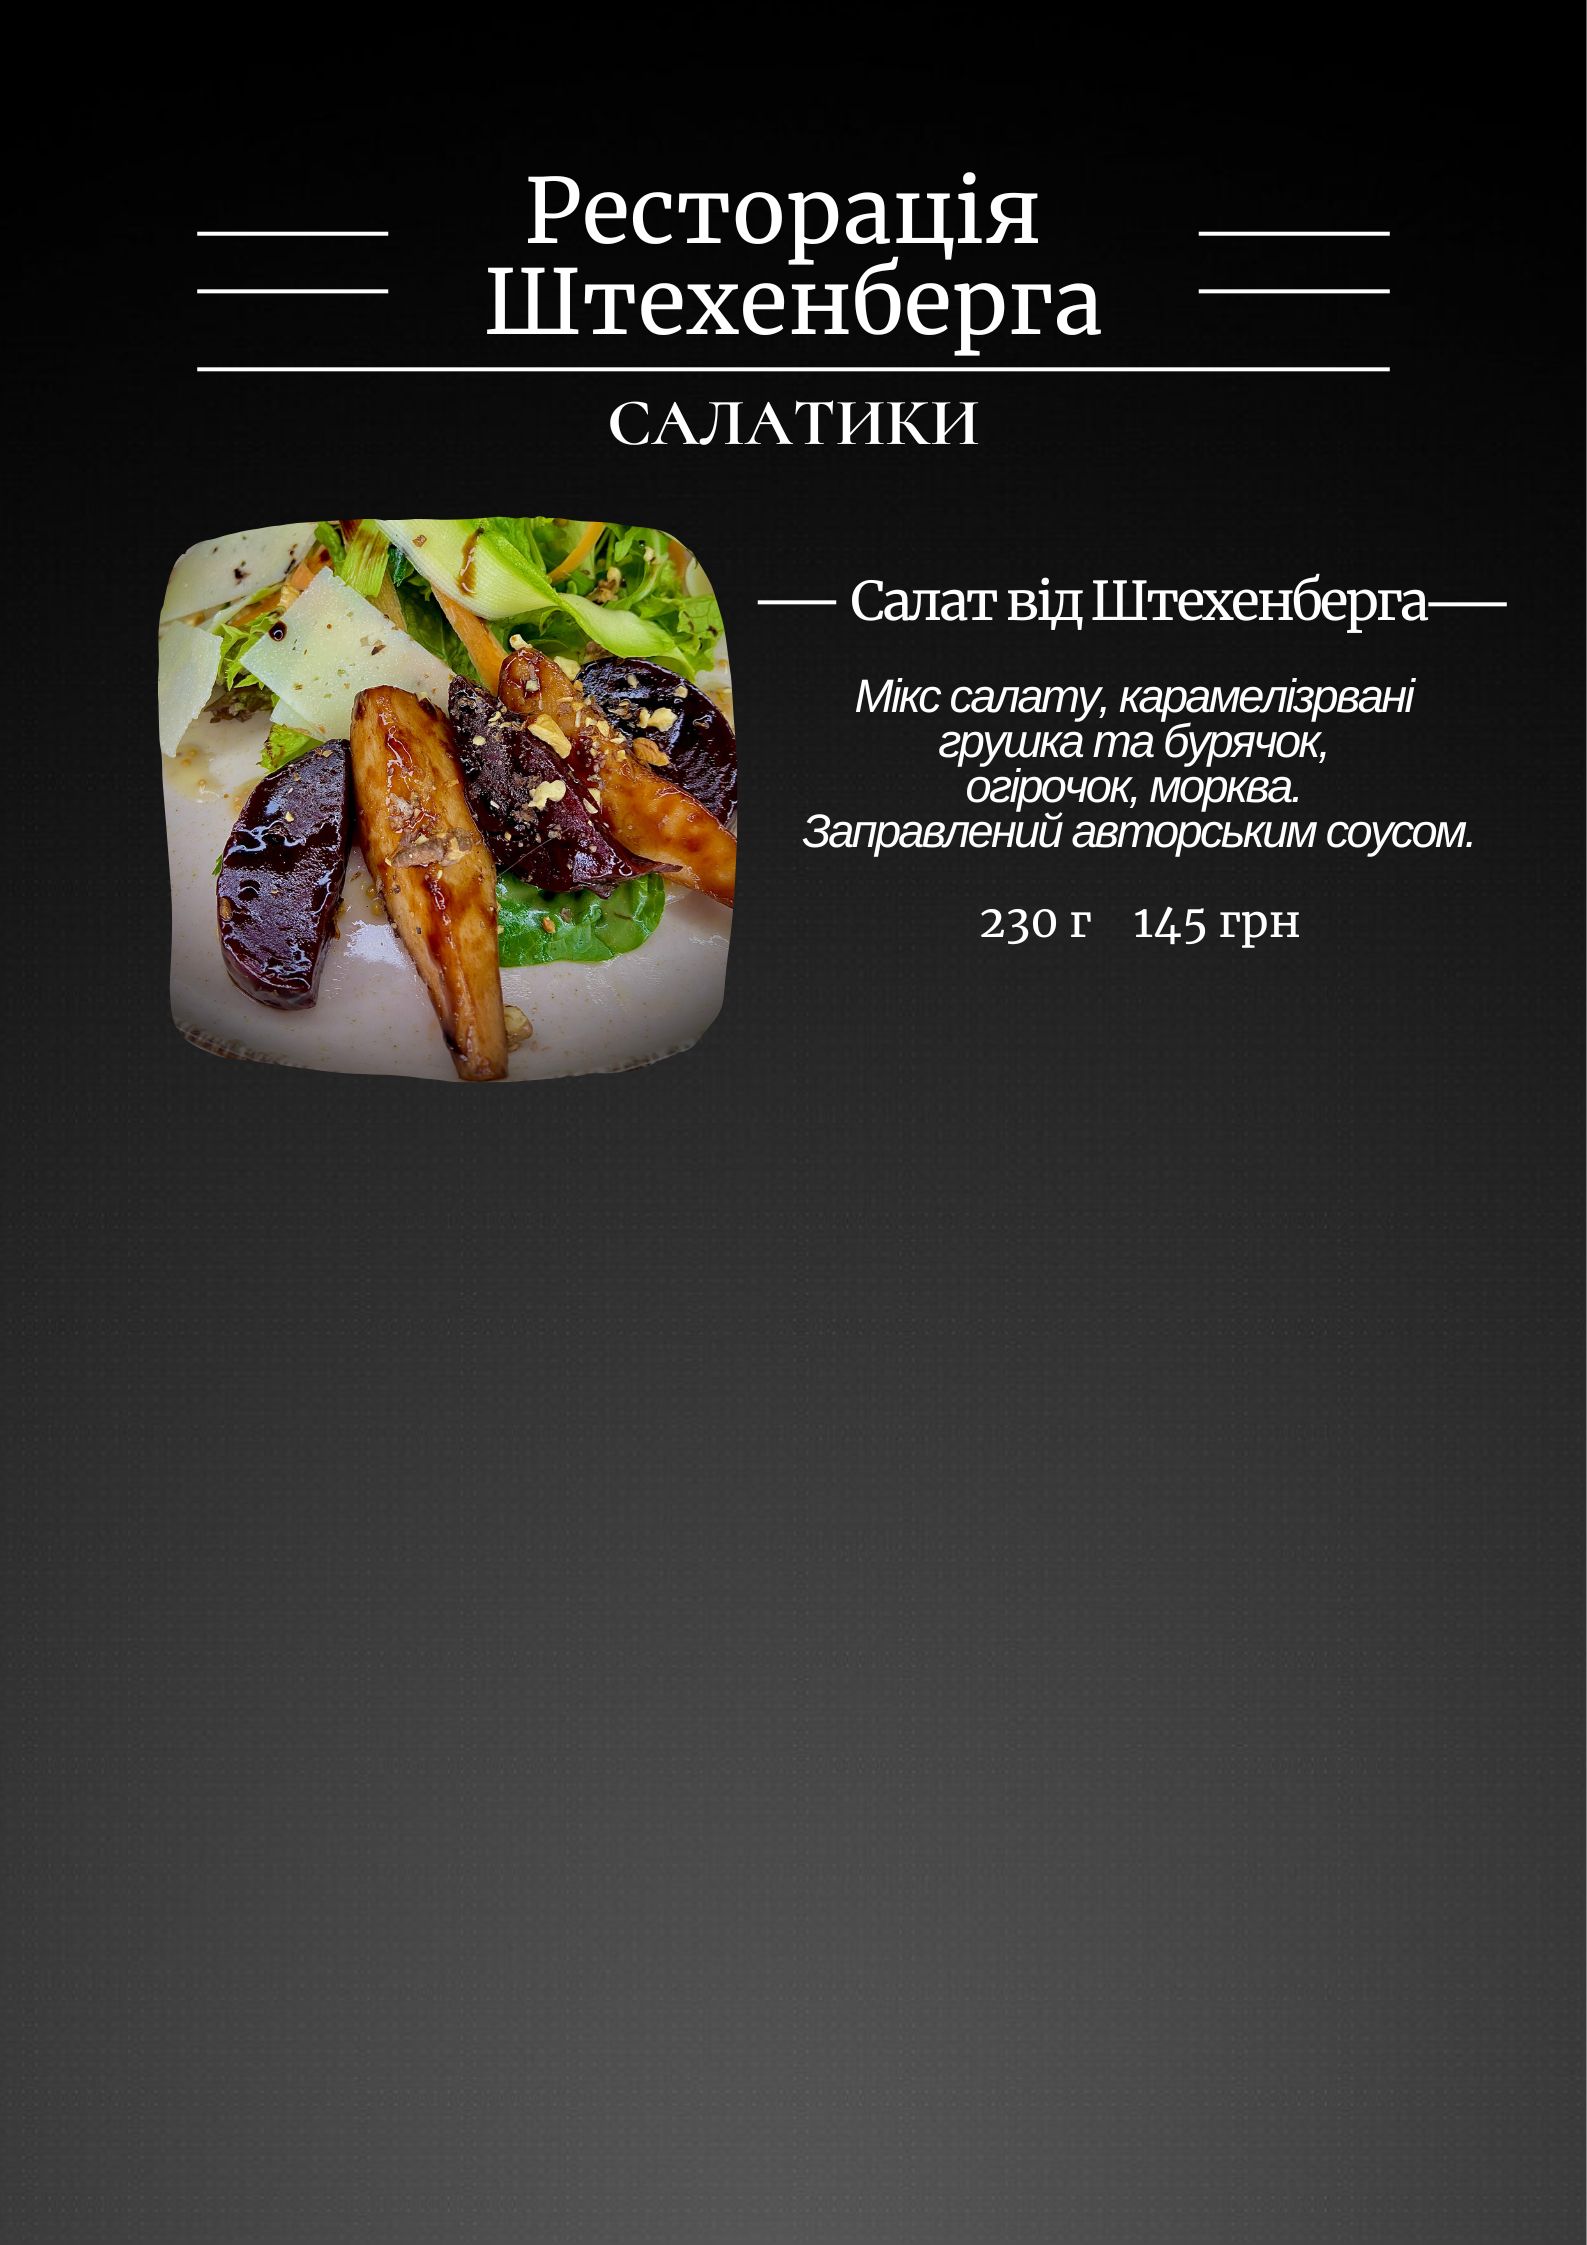 Ресторація
Штехенберга
САЛАТИКИ
Салат від Штехенберга
Мікс салату, карамелізрвані
грушка та бурячок,
огірочок, морква.
Заправлений авторським соусом.
230 г 145 грн